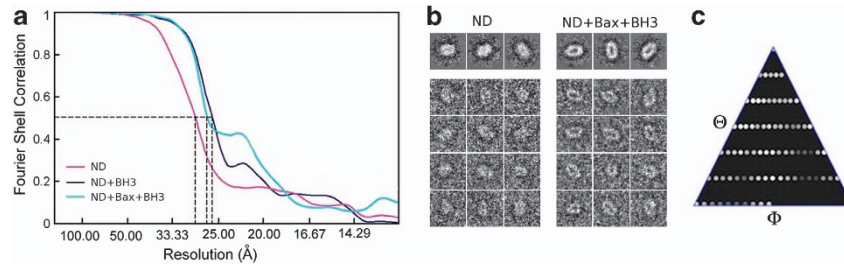 a
Fourier Shell Correlation
1
0.8
0.6
0.4
0.2
0
ND
ND+BH3
ND+Bax+BH3
100.00 50.00 33.33 25.00 20.00 16.67 14.29
Resolution (Å)
b
ND ND+Bax+BH3
c
Θ
Φ